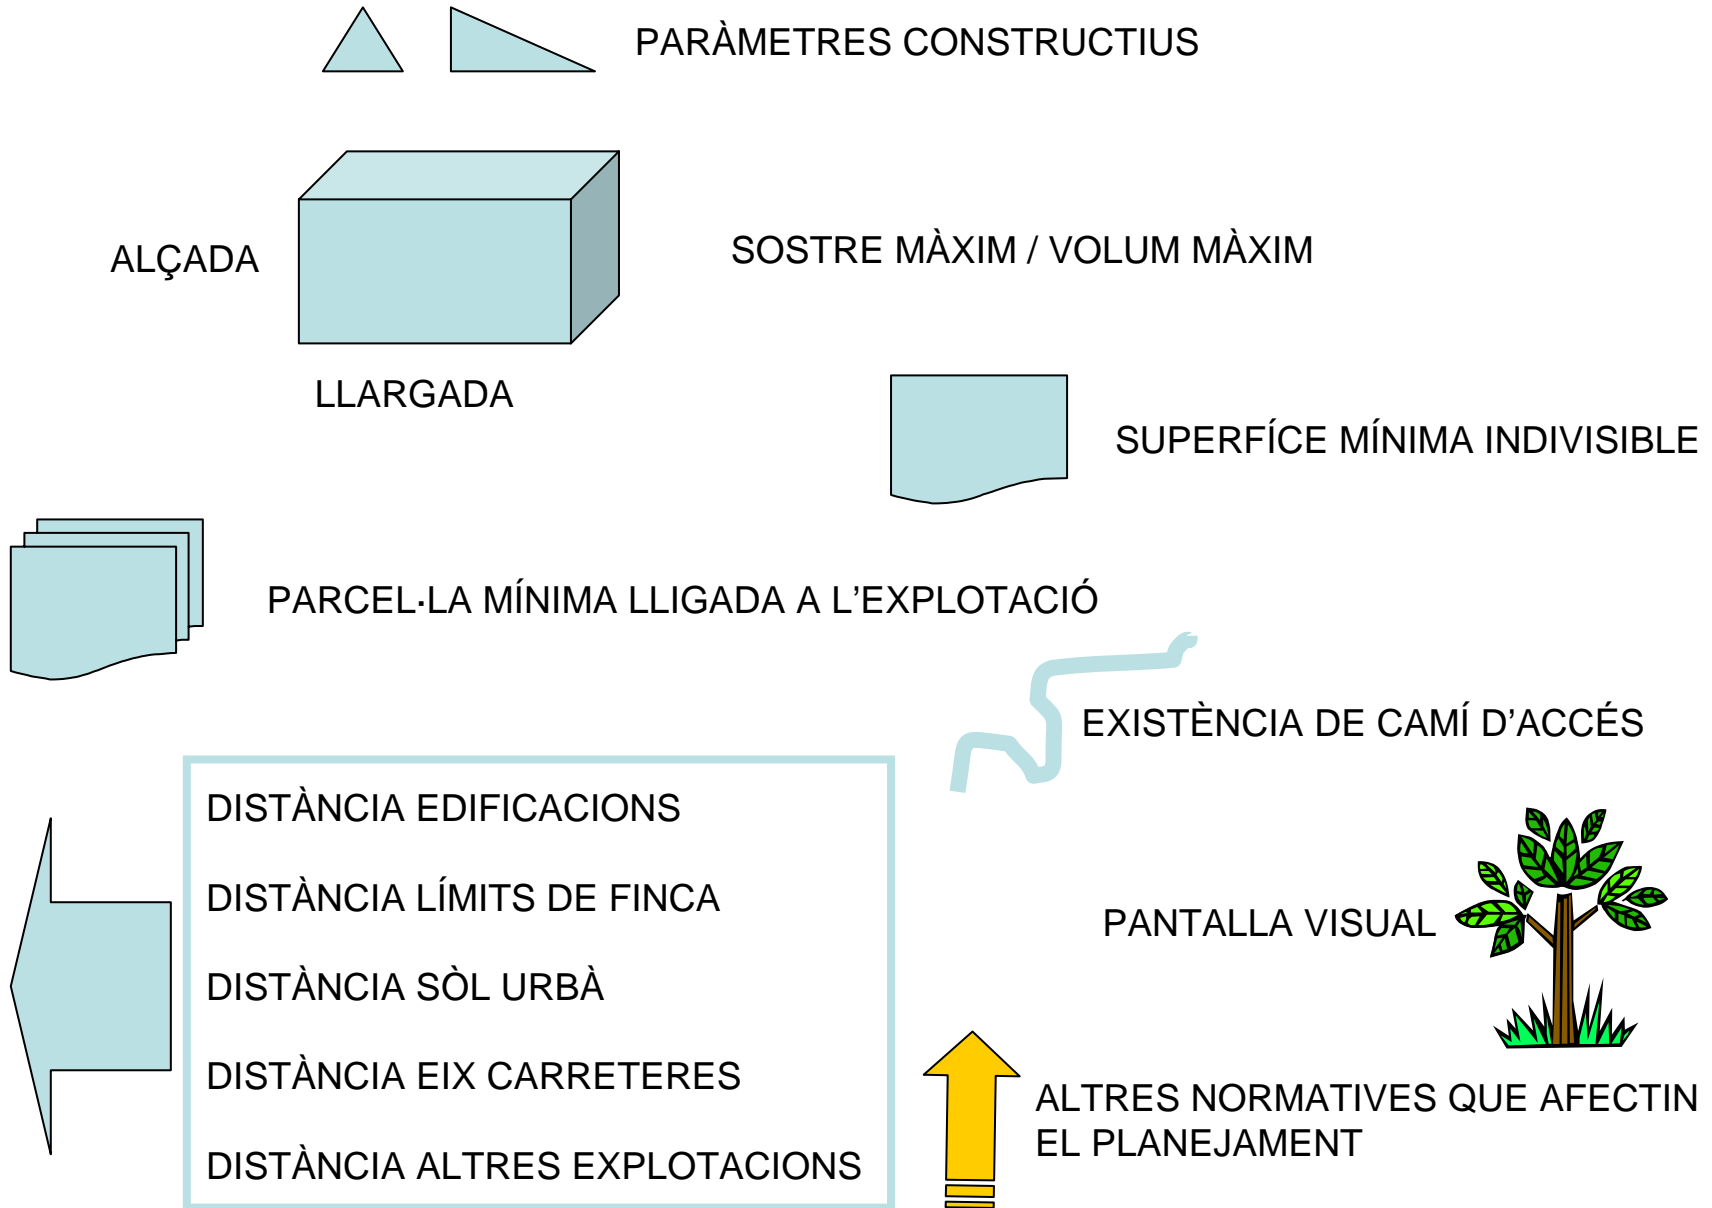 PARÀMETRES CONSTRUCTIUS
ALÇADA
SOSTRE MÀXIM / VOLUM MÀXIM
LLARGADA
SUPERFÍCE MÍNIMA INDIVISIBLE
PARCEL·LA MÍNIMA LLIGADA A L’EXPLOTACIÓ
EXISTÈNCIA DE CAMÍ D’ACCÉS
DISTÀNCIA EDIFICACIONS
DISTÀNCIA LÍMITS DE FINCA
DISTÀNCIA SÒL URBÀ
DISTÀNCIA EIX CARRETERES
DISTÀNCIA ALTRES EXPLOTACIONS
PANTALLA VISUAL
ALTRES NORMATIVES QUE AFECTIN
EL PLANEJAMENT